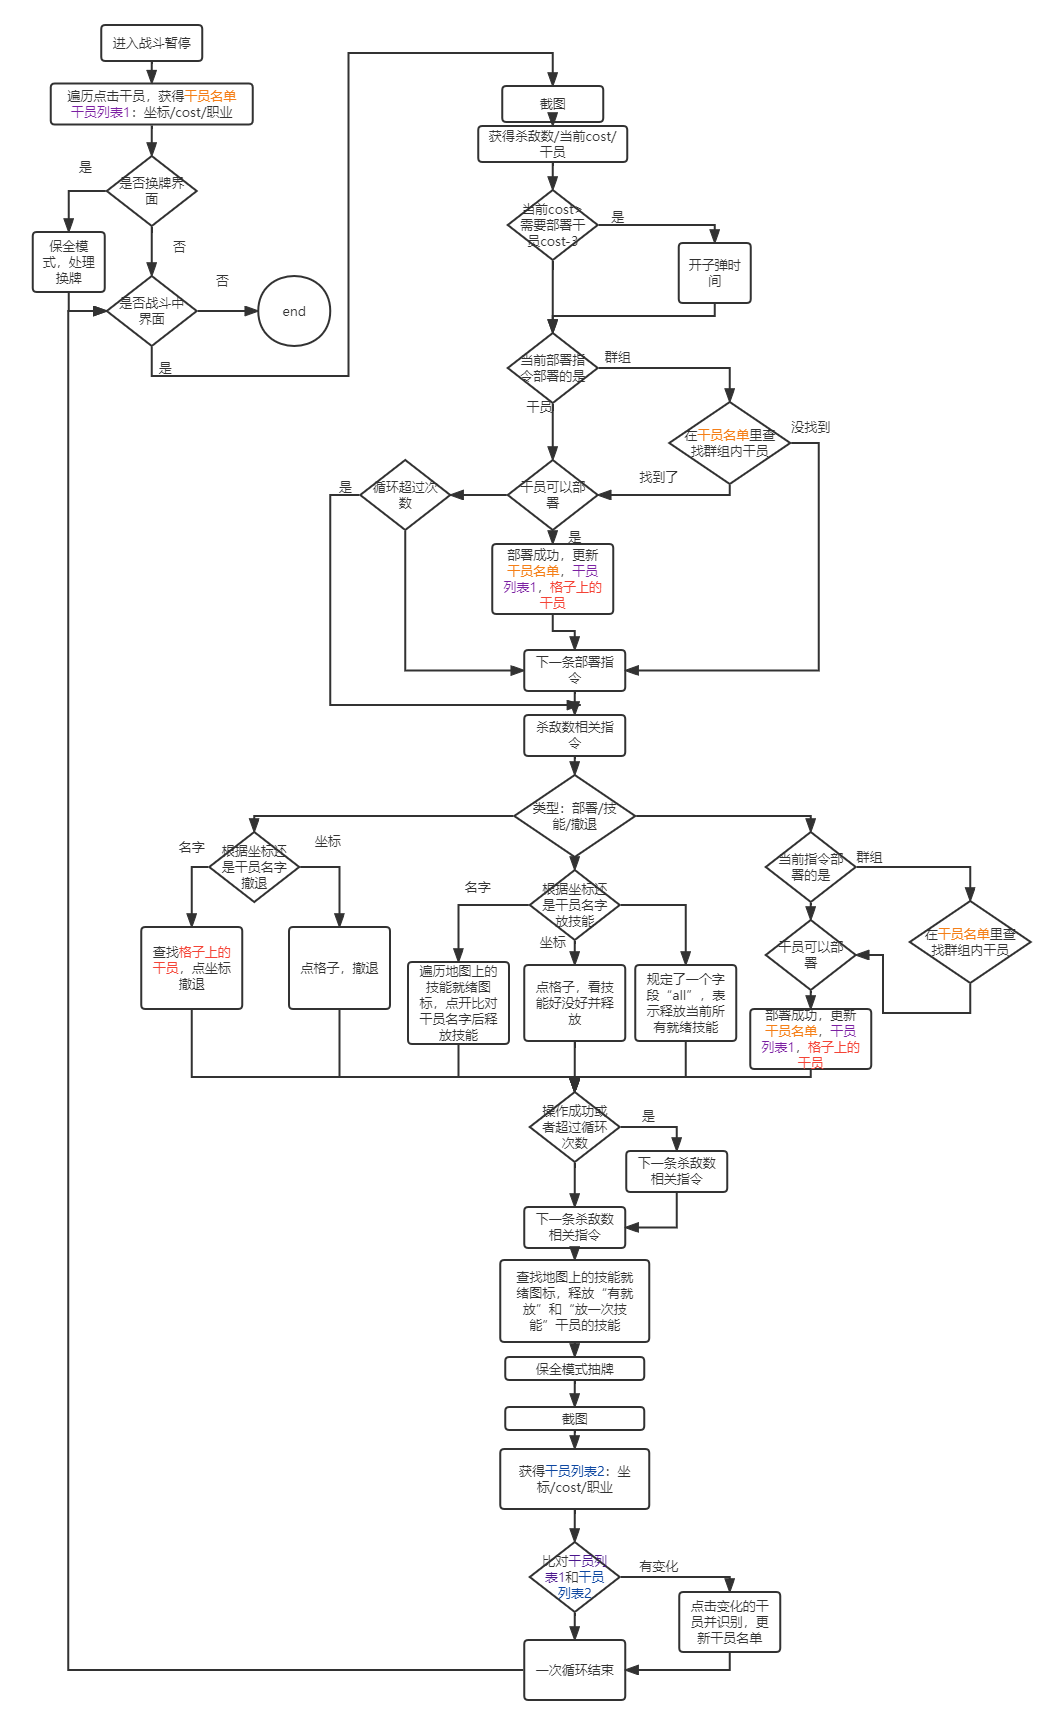 进入战斗暂停
遍历点击干员，获得干员名单
干员列表1：坐标/cost/职业
是
是否换牌界
面
保全模
式，处理
换牌
否
是否战斗中
界面
否
end
是
截图
获得杀敌数/当前cost/
干员
当前cost>
需要部署干
员cost-3
是
开子弹时
间
当前部署指
令部署的是
群组
干员
在干员名单里查
找群组内干员
没找到
找到了
干员可以部
署
循环超过次
数
是
是
部署成功，更新
干员名单，干员
列表1，格子上的
干员
下一条部署指
令
杀敌数相关指
令
类型：部署/技
能/撤退
名字
根据坐标还
是干员名字
撤退
坐标
查找格子上的
干员，点坐标
撤退
点格子，撤退
名字
根据坐标还
是干员名字
放技能
坐标
遍历地图上的
技能就绪图
标，点开比对
干员名字后释
放技能
点格子，看技
能好没好并释
放
规定了一个字
段“all”，表
示释放当前所
有就绪技能
当前指令部
署的是
群组
在干员名单里查
找群组内干员
干员可以部
署
部署成功，更新
干员名单，干员
列表1，格子上的
干员
操作成功或
者超过循环
次数
是
下一条杀敌数
相关指令
下一条杀敌数
相关指令
查找地图上的技能就
绪图标，释放“有就
放”和“放一次技
能”干员的技能
保全模式抽牌
截图
获得干员列表2：坐
标/cost/职业
比对干员列
表1和干员
列表2
有变化
点击变化的干
员并识别，更
新干员名单
一次循环结束